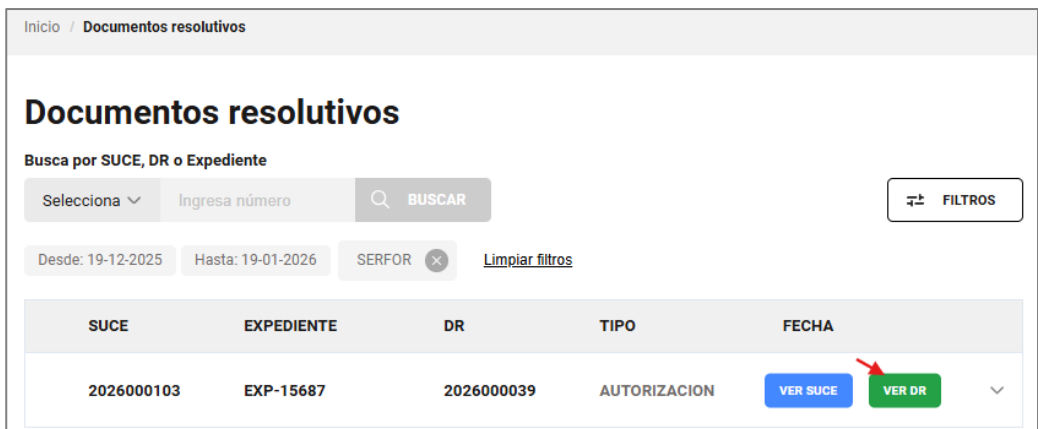 Inicio / Documentos resolutivos
Documentos resolutivos
Busca por SUCE, DR o Expediente
Selecciona Ingresa número BUSCAR FILTROS
Desde: 19-12-2025 Hasta: 19-01-2026 SERFOR Limpiar filtros
SUCE EXPEDIENTE DR TIPO FECHA
2026000103 EXP-15687 2026000039 AUTORIZACION VER SUCE VER DR